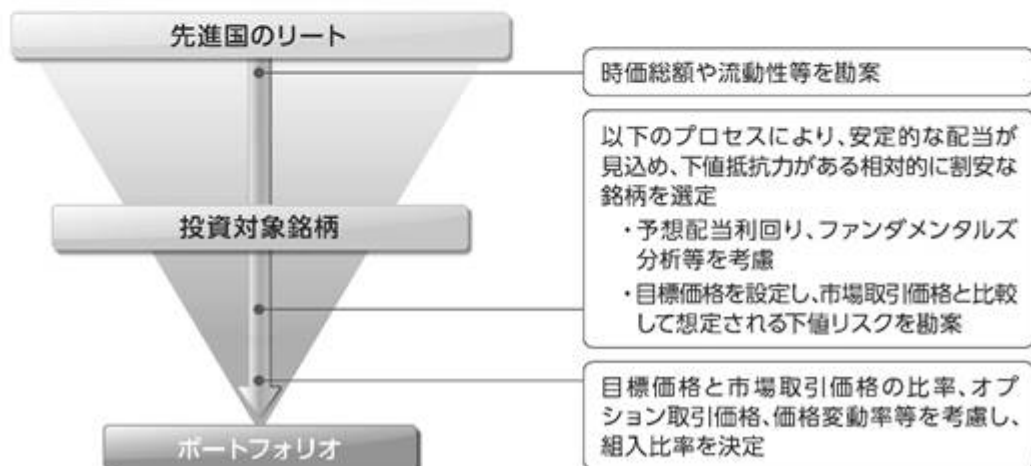 先進国のリート
時価総額や流動性等を勘案
以下のプロセスにより、安定的な配当が
見込め、下値抵抗力がある相対的に割安な
銘柄を選定
・予想配当利回り、ファンダメンタルズ
分析等を考慮
・目標価格を設定し、市場取引価格と比較
して想定される下値リスクを勘案
投資対象銘柄
目標価格と市場取引価格の比率、オプ
ション取引価格、価格変動率等を考慮し、
組入比率を決定
ポートフォリオ